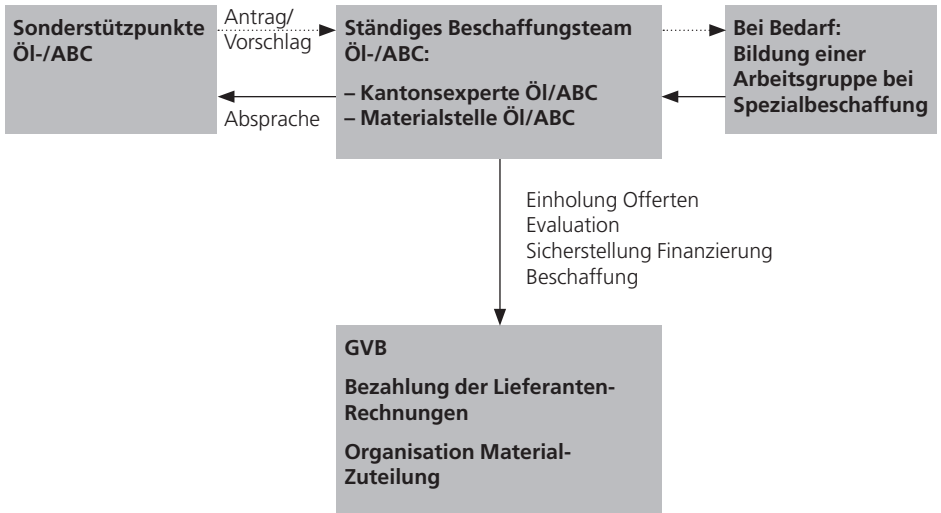 Sonderstützpunkte
Öl-/ABC
Antrag/
Vorschlag
Absprache
Ständiges Beschaffungsteam
Öl-/ABC:
– Kantonsexperte Öl/ABC
– Materialstelle Öl/ABC
Bei Bedarf:
Bildung einer
Arbeitsgruppe bei
Spezialbeschaffung
Einholung Offerten
Evaluation
Sicherstellung Finanzierung
Beschaffung
GVB
Bezahlung der Lieferanten-
Rechnungen
Organisation Material-
Zuteilung